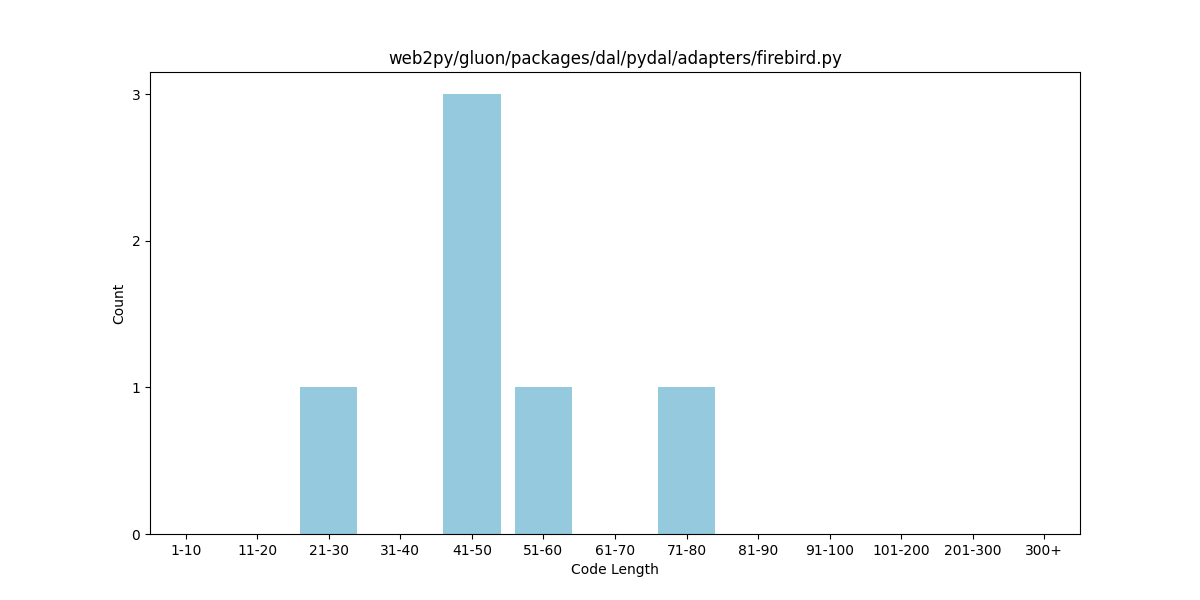 web2py/gluon/packages/dal/pydal/adapters/firebird.py
3
2
1
0
Count
1-10 11-20 21-30 31-40 41-50 51-60 61-70 71-80 81-90 91-100 101-200 201-300 300+
Code Length